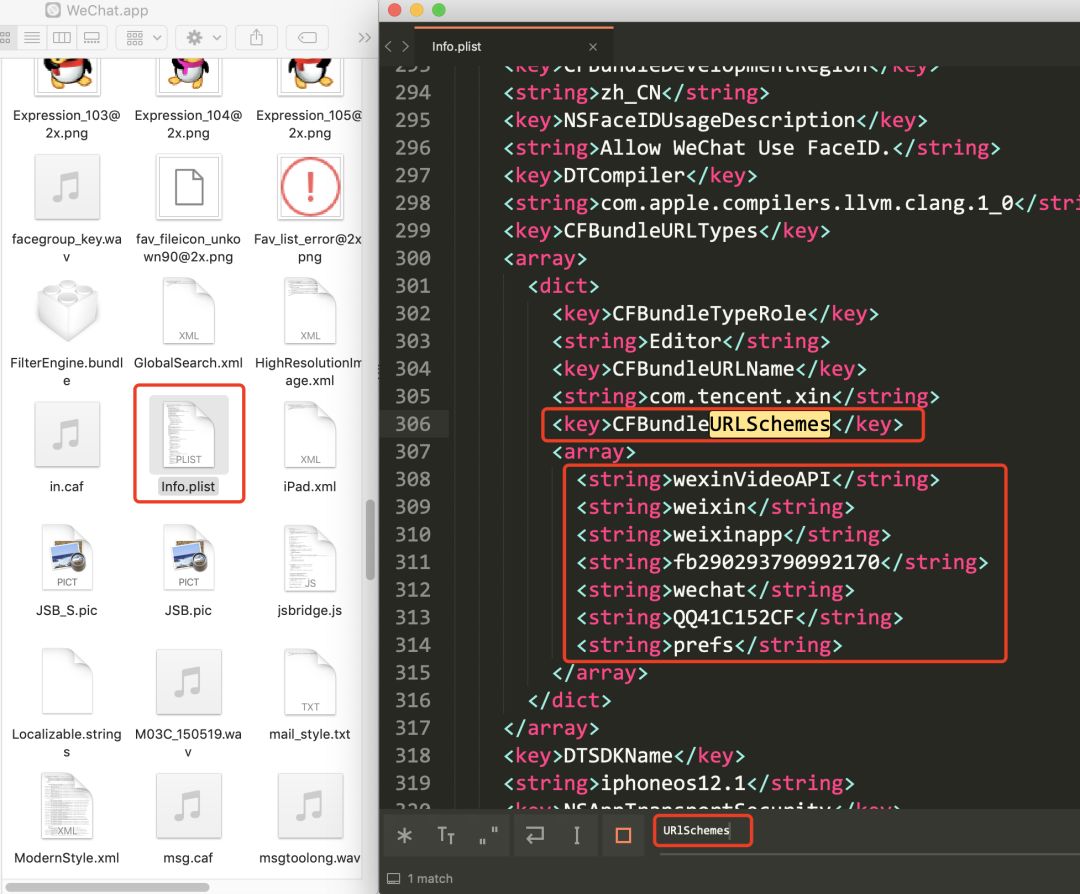 WeChat.app
Expression_103@2x.png
Expression_104@2x.png
Expression_105@2x.png
facegroup_key.wav
fav_fileicon_unkown90@2x.png
Fav_list_error@2x.png
FilterEngine.bundle
XML
GlobalSearch.xml
XML
HighResolutionImage.xml
in.caf
PLIST
Info.plist
XML
iPad.xml
PICT
JSB_S.pic
PICT
JSB.pic
JS
jsbridge.js
Localizable.strings
M03C_150519.wav
TXT
mail_style.txt
XML
ModernStyle.xml
msg.caf
msgtoolong.wav
Info.plist
293 <key>CFBundleDevelopmentRegion</key>
294 <string>zh_CN</string>
295 <key>NSFaceIDUsageDescription</key>
296 <string>Allow WeChat Use FaceID.</string>
297 <key>DTCompiler</key>
298 <string>com.apple.compilers.llvm.clang.1_0</stri
299 <key>CFBundleURLTypes</key>
300 <array>
301 <dict>
302 <key>CFBundleTypeRole</key>
303 <string>Editor</string>
304 <key>CFBundleURLName</key>
305 <string>com.tencent.xin</string>
306 <key>CFBundleURLSchemes</key>
307 <array>
308 <string>wexinVideoAPI</string>
309 <string>weixin</string>
310 <string>weixinapp</string>
311 <string>fb290293790992170</string>
312 <string>wechat</string>
313 <string>QQ41C152CF</string>
314 <string>prefs</string>
315 </array>
316 </dict>
317 </array>
318 <key>DTSDKName</key>
319 <string>iphoneos12.1</string>
320 <key>NSAppTransportSecurity</key>
URlSchemes
1 match